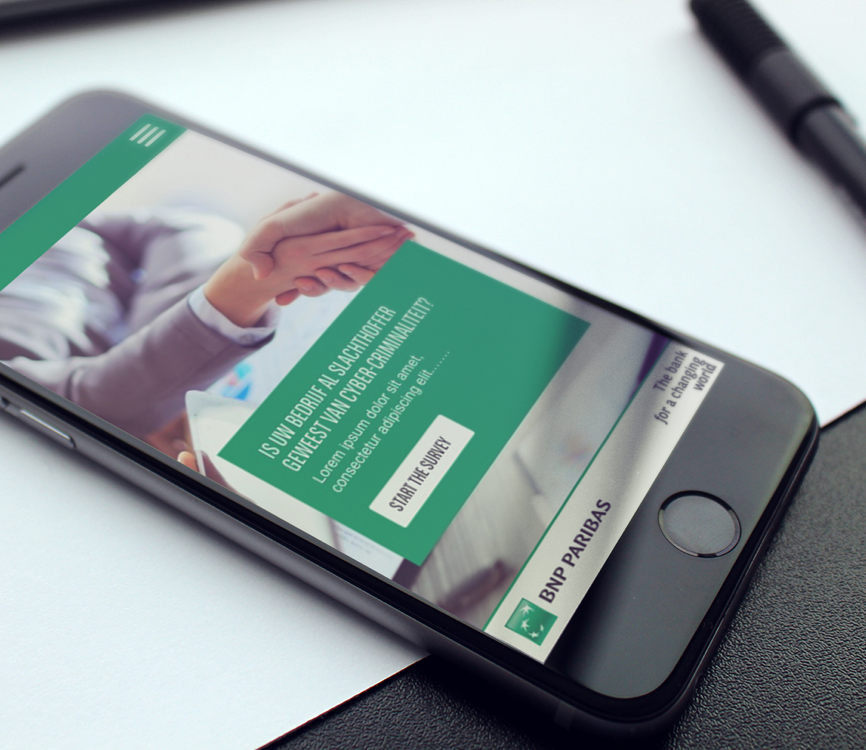 IS UW BEDRIJF AL SLACHTHOFFER
GEWEEST VAN CYBER-CRIMINALITEIT?
Lorem ipsum dolor sit amet,
consectetur adipiscing elit........
START THE SURVEY
BNP PARIBAS
The bank
for a changing
world